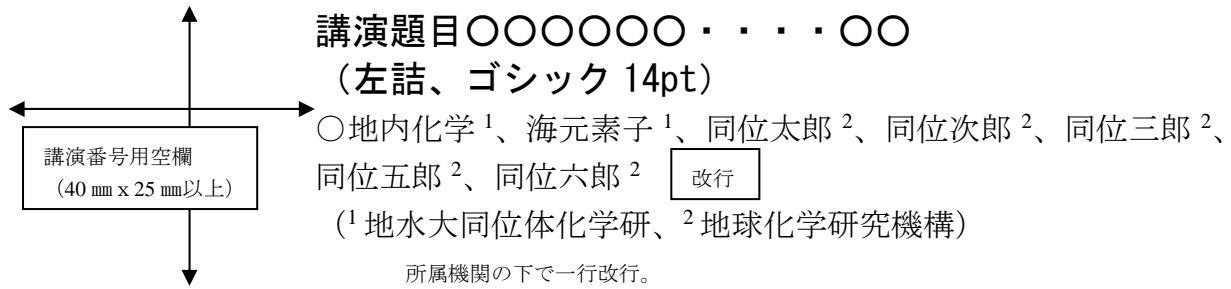 講演題目〇〇〇〇〇〇・・・・〇〇
（左詰、ゴシック 14pt）
〇地内化学 1、海元素子 1、同位太郎 2、同位次郎 2、同位三郎 2、
同位五郎 2、同位六郎 2 改行
（1 地水大同位体化学研、2 地球化学研究機構）
所属機関の下で一行改行。
講演番号用空欄
（40 ㎜ x 25 ㎜以上）